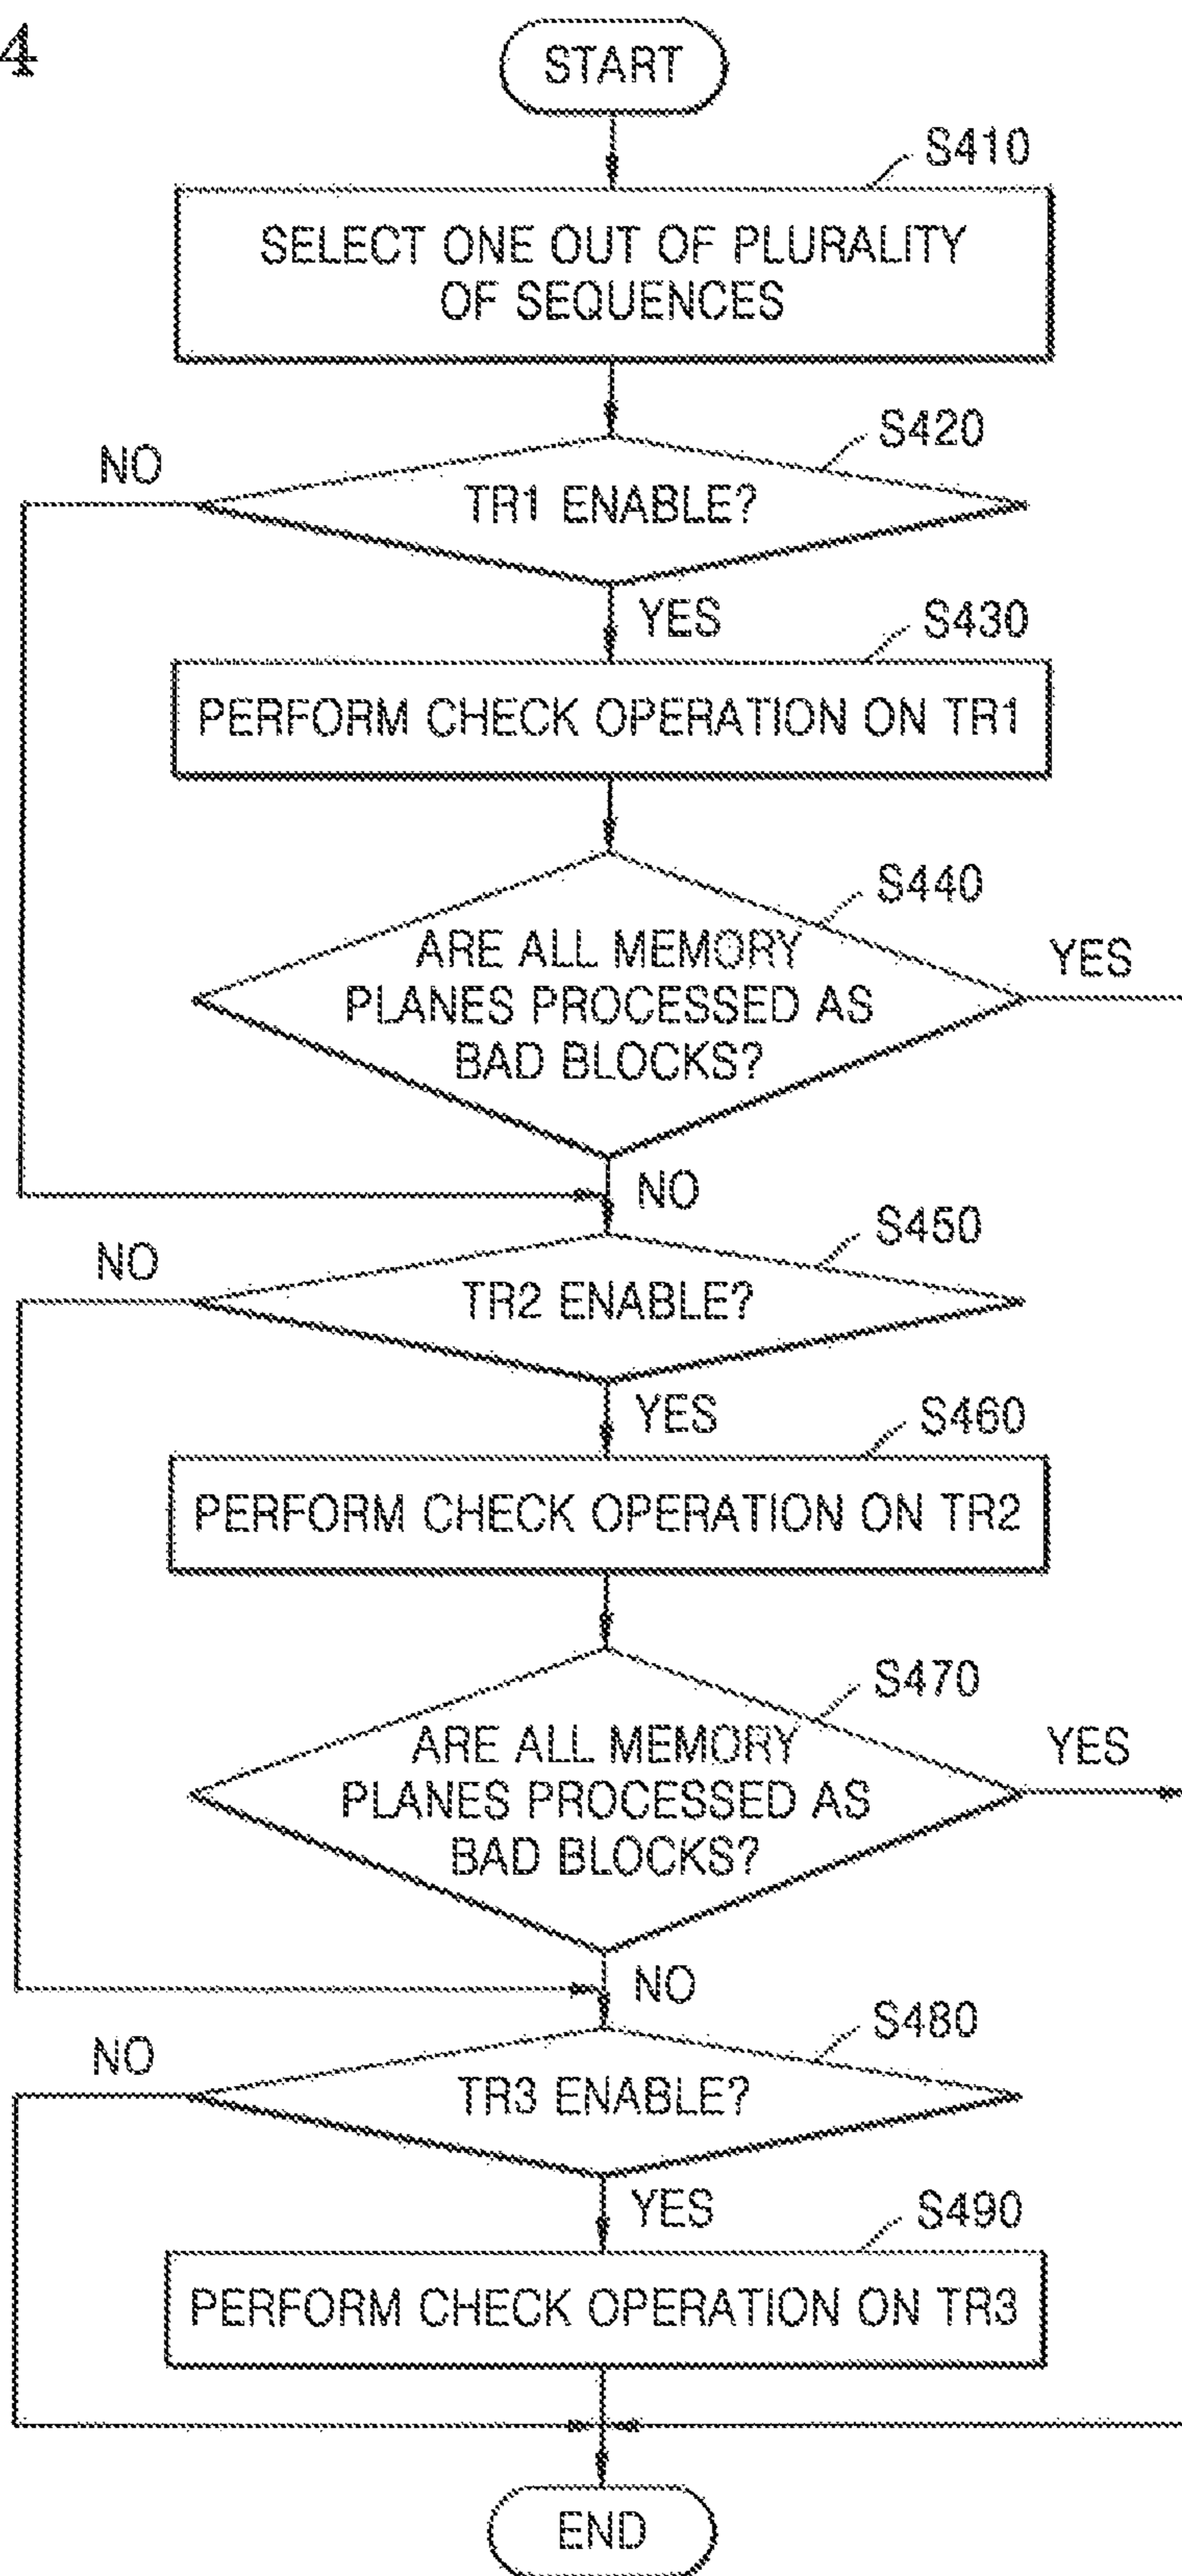 4
START
S410
SELECT ONE OUT OF PLURALITY
OF SEQUENCES
S420
NO
TR1 ENABLE?
YES
S430
PERFORM CHECK OPERATION ON TR1
S440
ARE ALL MEMORY
PLANES PROCESSED AS
BAD BLOCKS?
YES
NO
S450
NO
TR2 ENABLE?
YES
S460
PERFORM CHECK OPERATION ON TR2
S470
ARE ALL MEMORY
PLANES PROCESSED AS
BAD BLOCKS?
YES
NO
S480
NO
TR3 ENABLE?
YES
S490
PERFORM CHECK OPERATION ON TR3
END